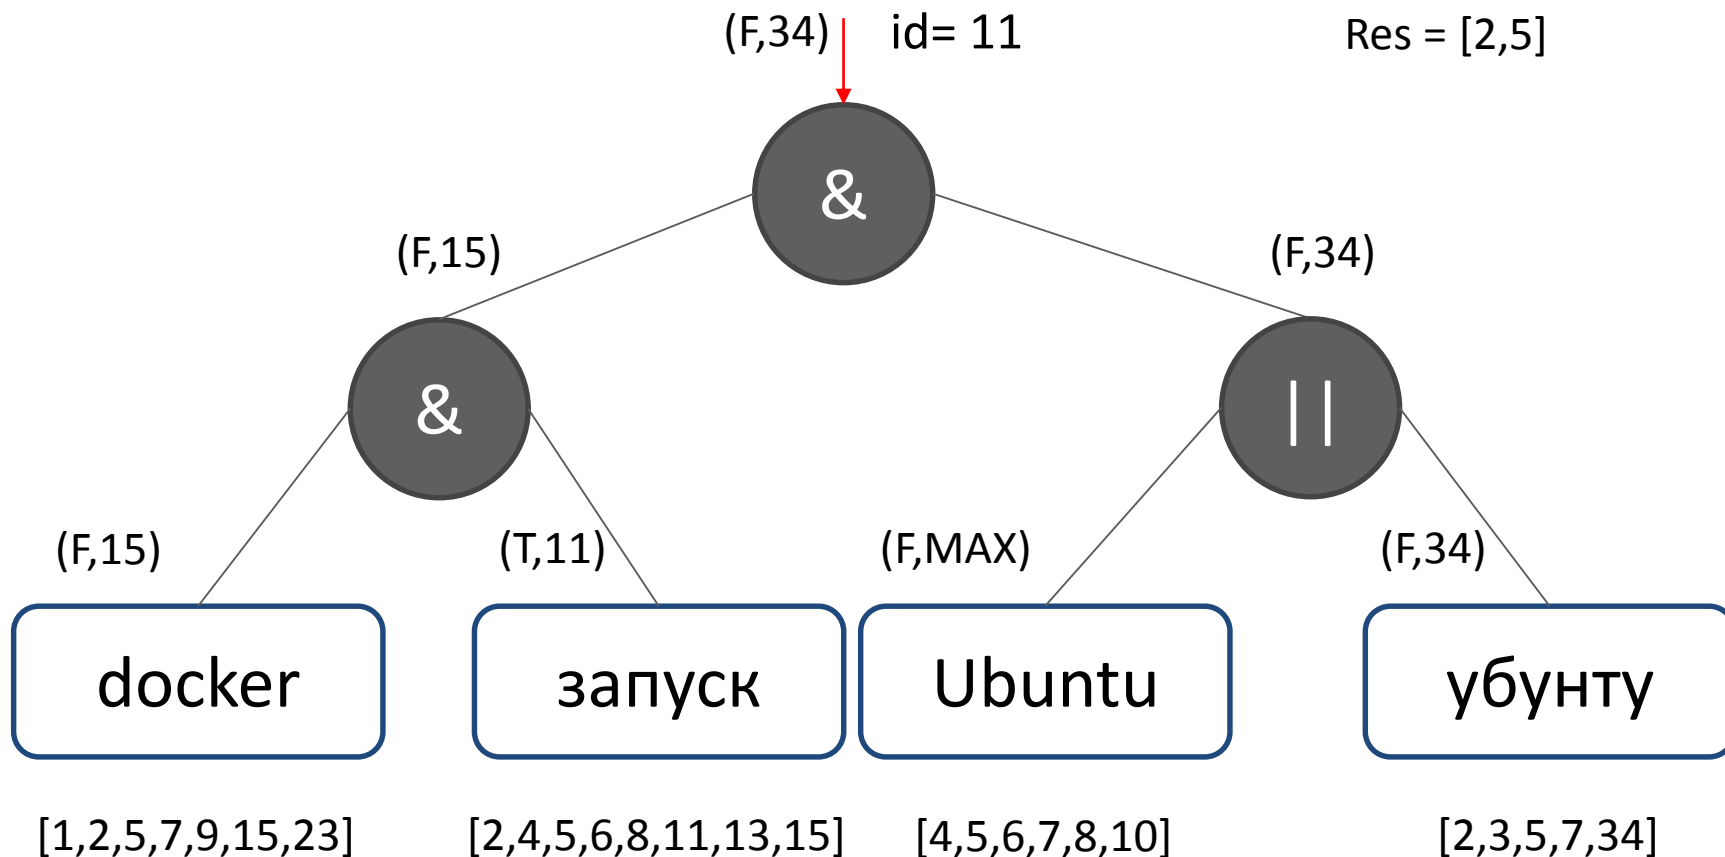 (F,34) id= 11 Res = [2,5]
&
(F,15) (F,34)
& ||
(F,15) (T,11) (F,MAX) (F,34)
docker запуск Ubuntu убунту
[1,2,5,7,9,15,23] [2,4,5,6,8,11,13,15] [4,5,6,7,8,10] [2,3,5,7,34]